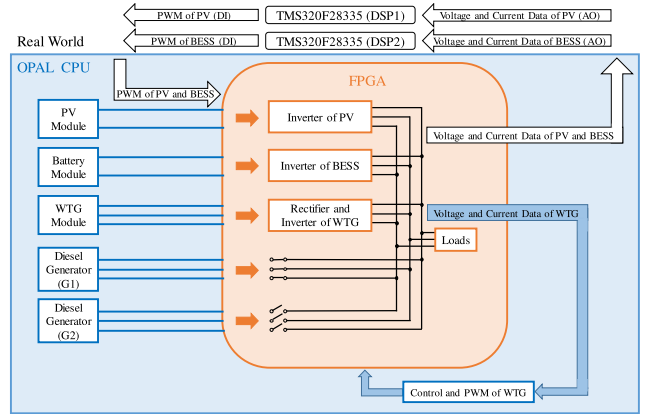 PWM of PV (DI)
TMS320F28335 (DSP1)
Voltage and Current Data of PV (AO)
Real World
PWM of BESS (DI)
TMS320F28335 (DSP2)
Voltage and Current Data of BESS (AO)
OPAL CPU
FPGA
PWM of PV and BESS
PV
Module
Inverter of PV
Voltage and Current Data of PV and BESS
Battery
Module
Inverter of BESS
WTG
Module
Rectifier and
Inverter of WTG
Voltage and Current Data of WTG
Loads
Diesel
Generator
(G1)
Diesel
Generator
(G2)
Control and PWM of WTG